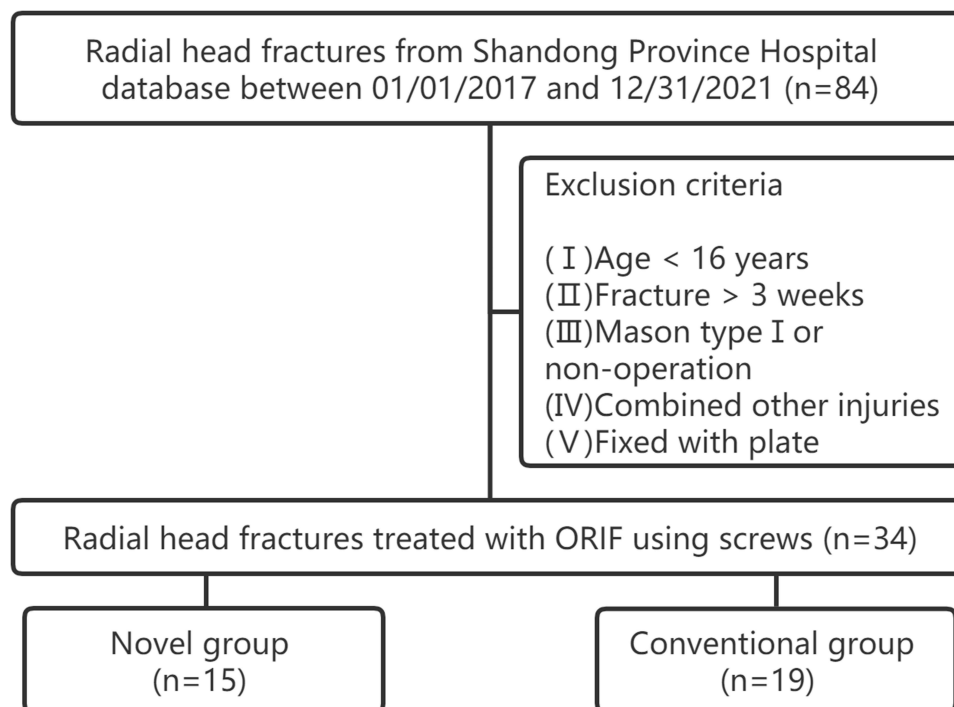 Radial head fractures from Shandong Province Hospital
database between 01/01/2017 and 12/31/2021 (n=84)
Exclusion criteria
(Ⅰ)Age < 16 years
(Ⅱ)Fracture > 3 weeks
(Ⅲ)Mason type Ⅰ or
non-operation
(Ⅳ)Combined other injuries
(Ⅴ)Fixed with plate
Radial head fractures treated with ORIF using screws (n=34)
Novel group
(n=15)
Conventional group
(n=19)